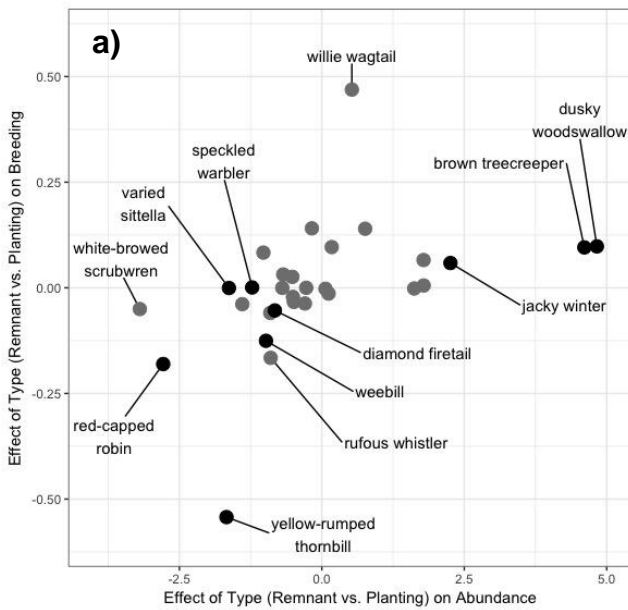 a)
willie wagtail
dusky
woodswallow
brown treecreeper
speckled
warbler
varied
sittella
white-browed
scrubwren
jacky winter
diamond firetail
weebill
rufous whistler
red-capped
robin
yellow-rumped
thornbill
0.50
0.25
0.00
-0.25
-0.50
-2.5
0.0
2.5
5.0
Effect of Type (Remnant vs. Planting) on Breeding
Effect of Type (Remnant vs. Planting) on Abundance